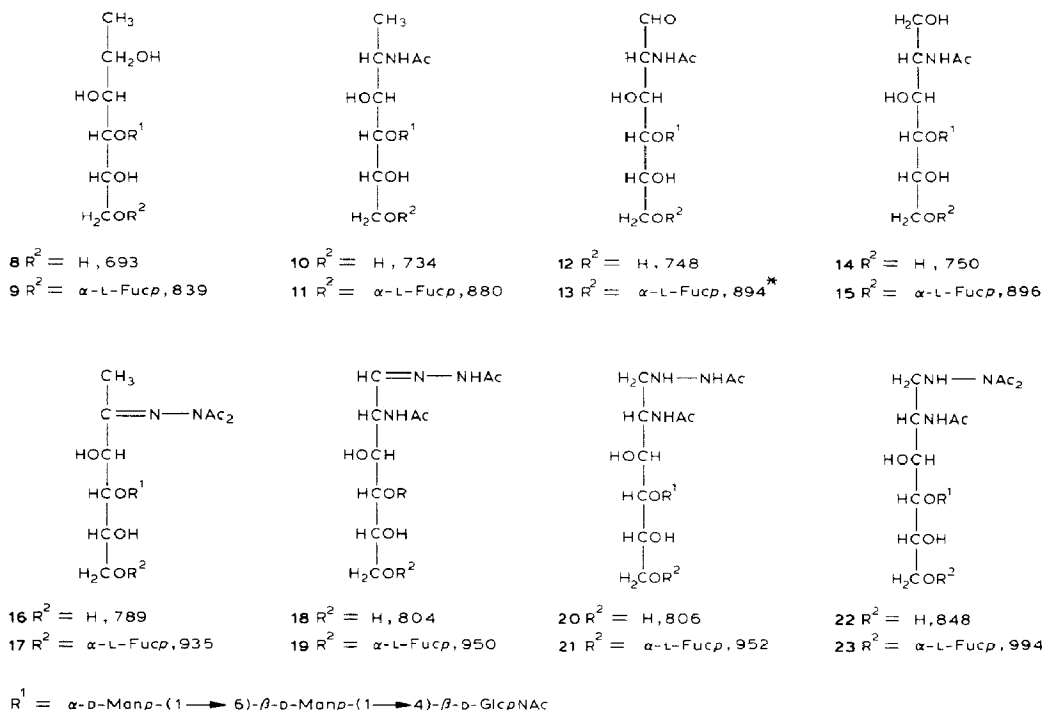 CH₃ CH₃ CHO H₂COH
CH₂OH HCNHAc HCNHAc HCNHAc
HOCH HOCH HOCH HOCH
HCOR¹ HCOR¹ HCOR¹ HCOR¹
HCOH HCOH HCOH HCOH
H₂COR² H₂COR² H₂COR² H₂COR²
8 R² = H, 693 10 R² = H, 734 12 R² = H, 748 14 R² = H, 750
9 R² = α-L-Fucp, 839 11 R² = α-L-Fucp, 880 13 R² = α-L-Fucp, 894* 15 R² = α-L-Fucp, 896
CH₃ HC=N—NHAc H₂CNH—NHAc H₂CNH—NAc₂
C=N—NAc₂ HCNHAc HCNHAc HCNHAc
HOCH HOCH HOCH HOCH
HCOR¹ HCOR HCOR¹ HCOR¹
HCOH HCOH HCOH HCOH
H₂COR² H₂COR² H₂COR² H₂COR²
16 R² = H, 789 18 R² = H, 804 20 R² = H, 806 22 R² = H, 848
17 R² = α-L-Fucp, 935 19 R² = α-L-Fucp, 950 21 R² = α-L-Fucp, 952 23 R² = α-L-Fucp, 994
R¹ = α-D-Manp-(1→6)-β-D-Manp-(1→4)-β-D-GlcpNAc